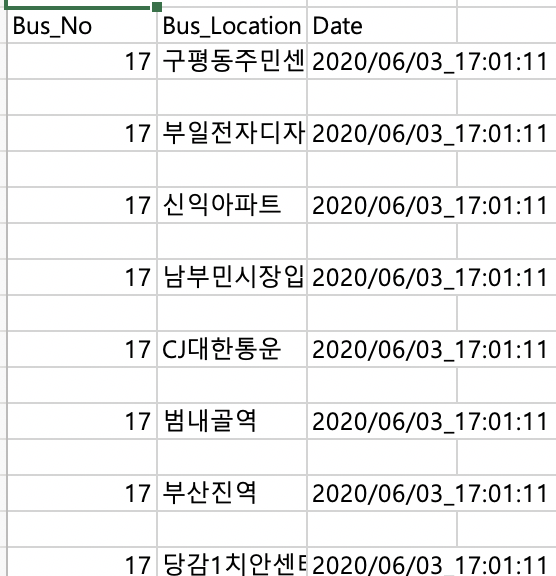 Bus_No Bus_Location Date
17 구평동주민센 2020/06/03_17:01:11
17 부일전자디자 2020/06/03_17:01:11
17 신익아파트 2020/06/03_17:01:11
17 남부민시장입 2020/06/03_17:01:11
17 CJ대한통운 2020/06/03_17:01:11
17 범내골역 2020/06/03_17:01:11
17 부산진역 2020/06/03_17:01:11
17 당감1치안센터 2020/06/03_17:01:11